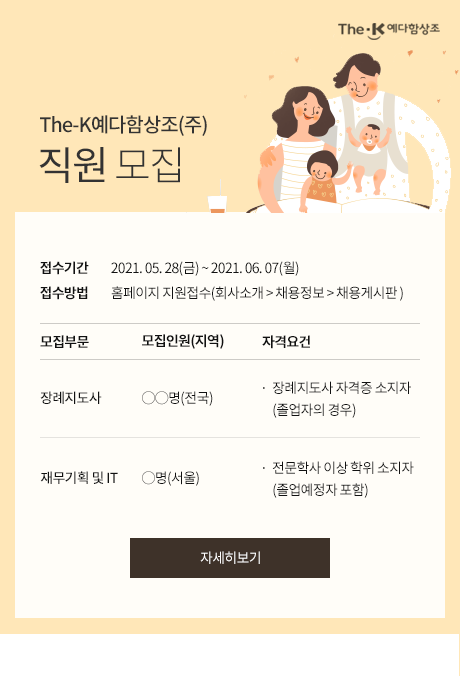 The·K 예다함상조
The-K예다함상조(주)
직원 모집
접수기간 2021. 05. 28(금) ~ 2021. 06. 07(월)
접수방법 홈페이지 지원접수(회사소개 > 채용정보 > 채용게시판 )
모집부문 모집인원(지역) 자격요건
장례지도사 ○○명(전국) · 장례지도사 자격증 소지자
(졸업자의 경우)
재무기획 및 IT ○명(서울) · 전문학사 이상 학위 소지자
(졸업예정자 포함)
자세히보기